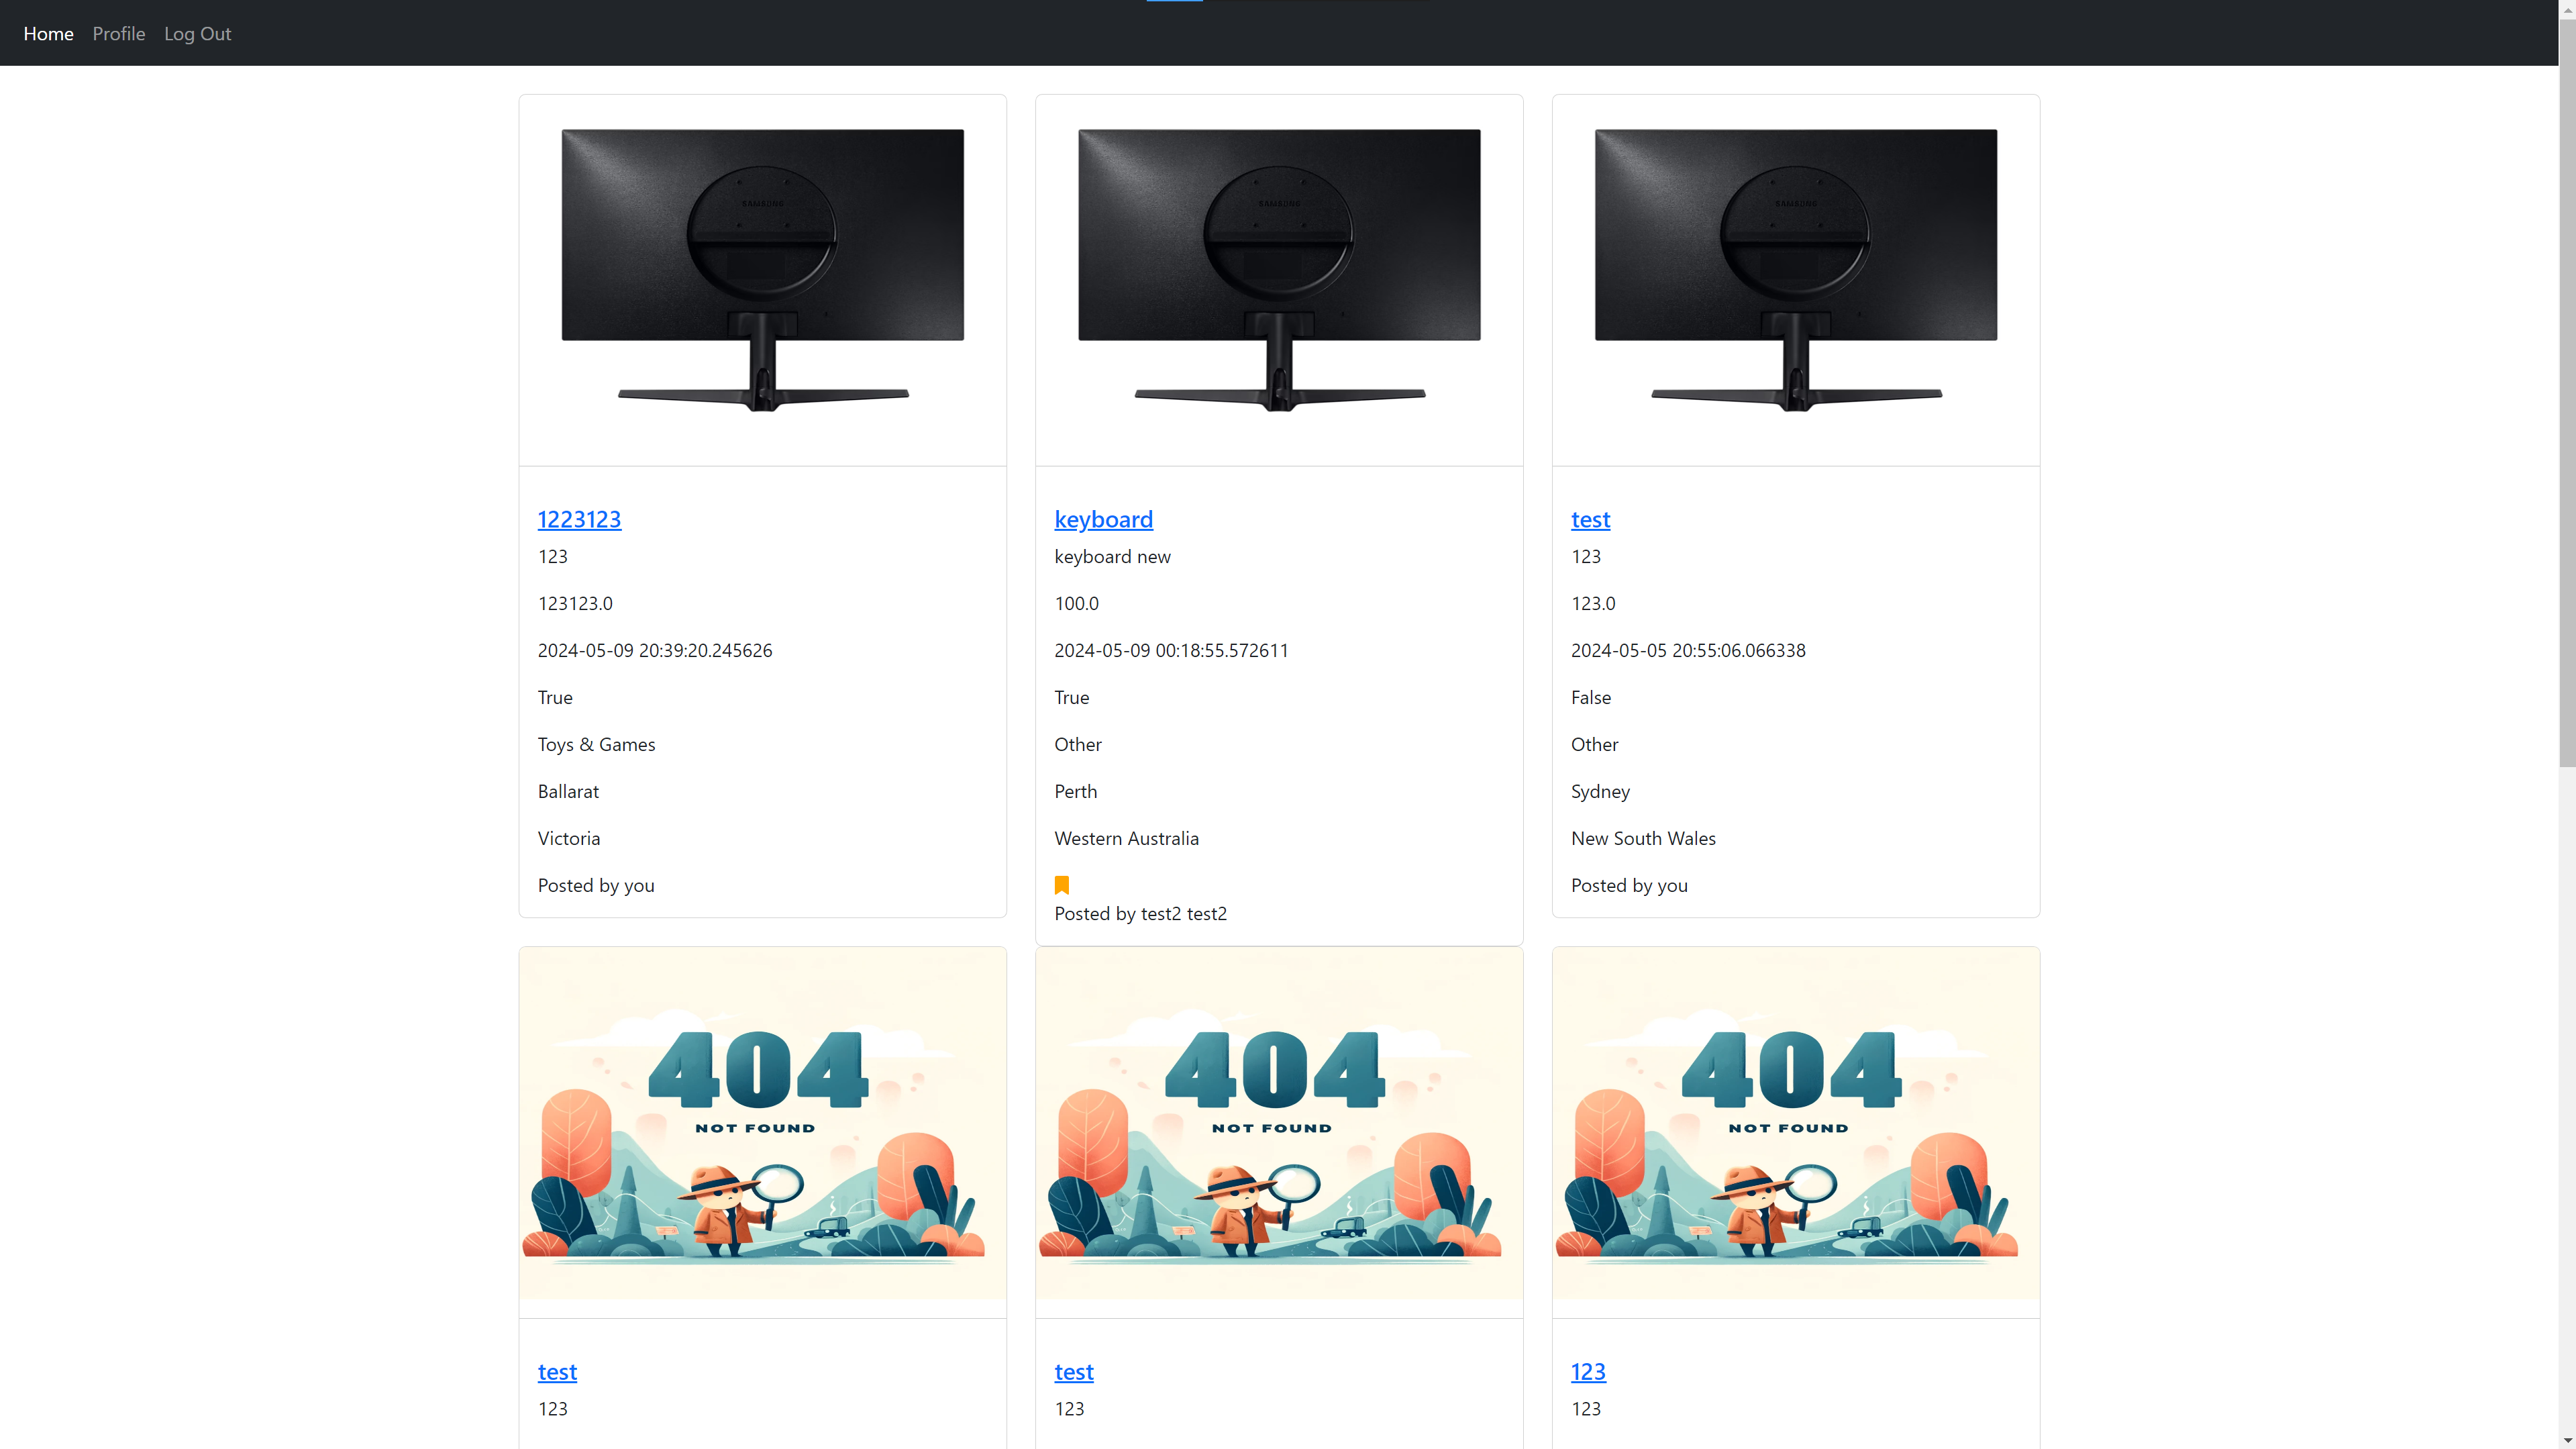 Home Profile Log Out
SAMSUNG SAMSUNG SAMSUNG
1223123
123
123123.0
2024-05-09 20:39:20.245626
True
Toys & Games
Ballarat
Victoria
Posted by you
keyboard
keyboard new
100.0
2024-05-09 00:18:55.572611
True
Other
Perth
Western Australia
Posted by test2 test2
test
123
123.0
2024-05-05 20:55:06.066338
False
Other
Sydney
New South Wales
Posted by you
404
NOT FOUND
test
123
404
NOT FOUND
test
123
404
NOT FOUND
123
123